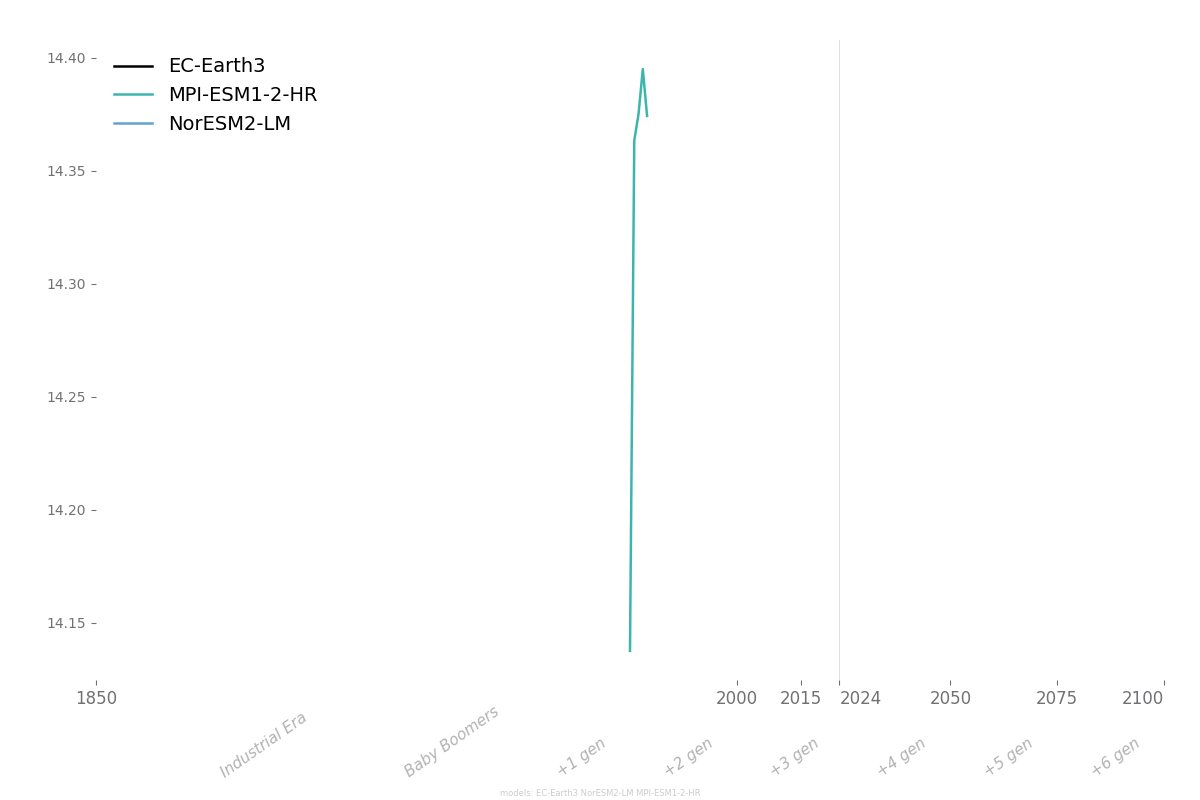 14.40
14.35
14.30
14.25
14.20
14.15
EC-Earth3
MPI-ESM1-2-HR
NorESM2-LM
1850 2000 2015 2024 2050 2075 2100
Industrial Era Baby Boomers +1 gen +2 gen +3 gen +4 gen +5 gen +6 gen
models: EC-Earth3 NorESM2-LM MPI-ESM1-2-HR